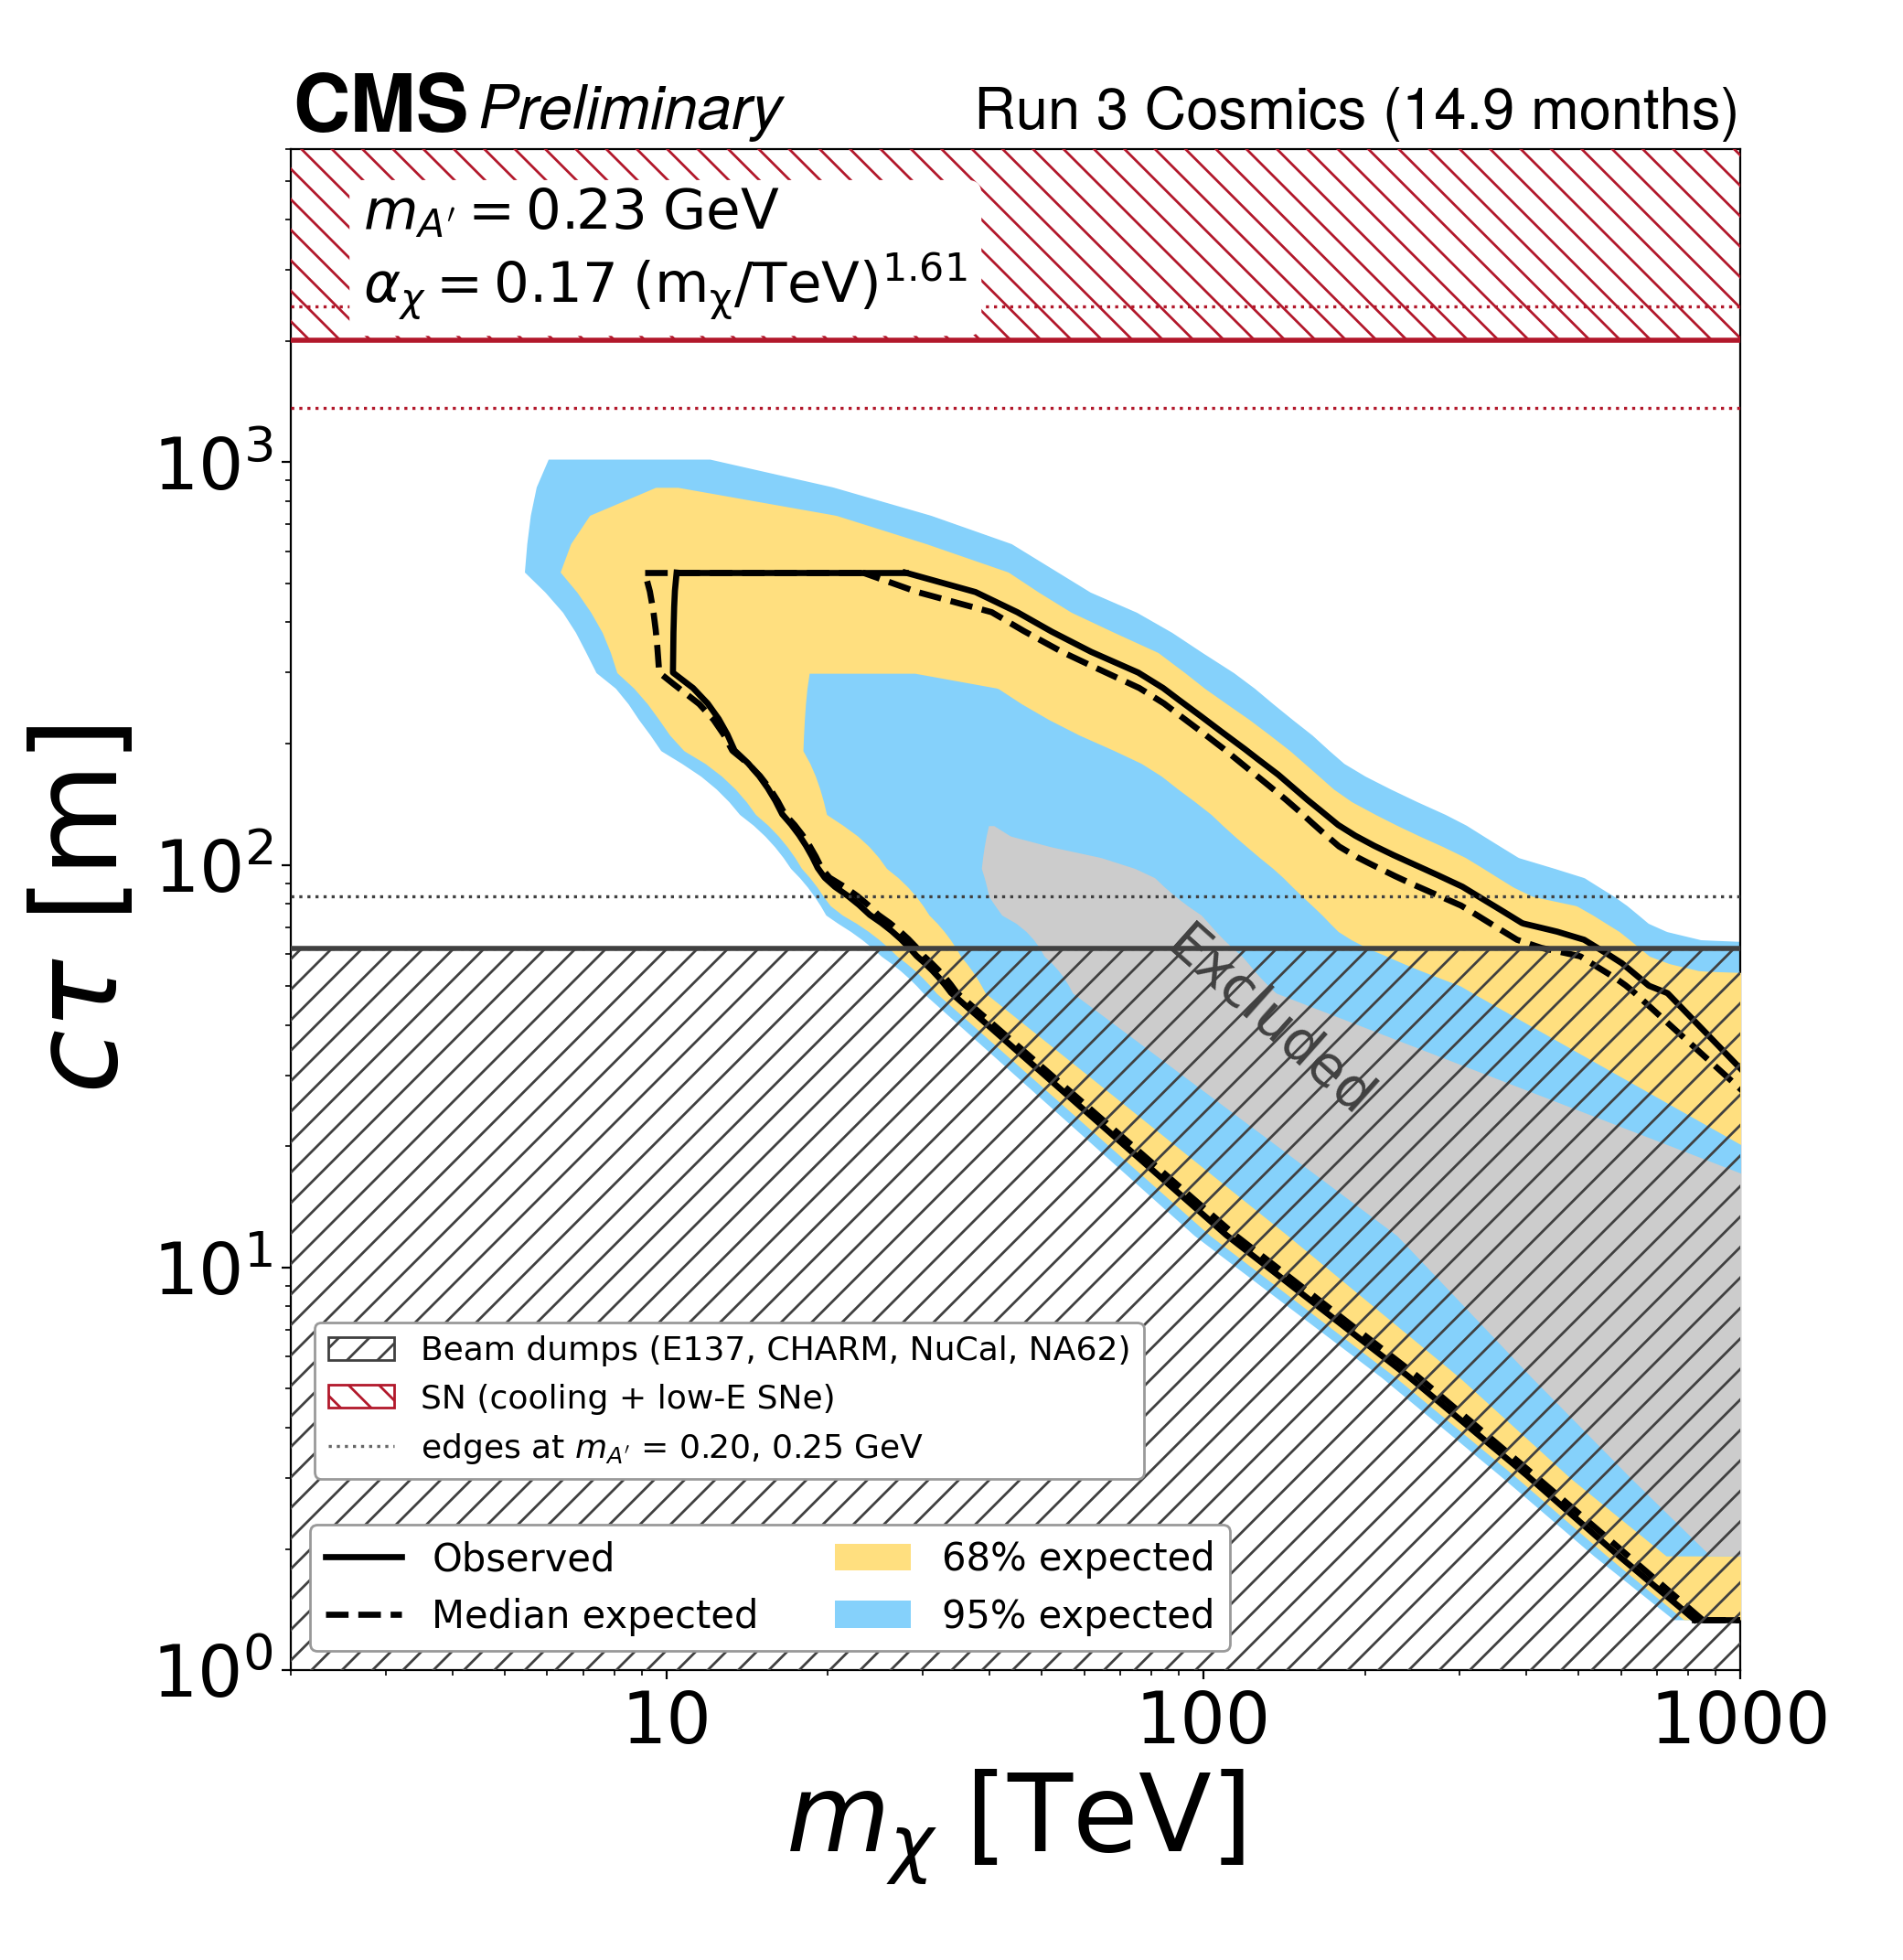 CMS Preliminary Run 3 Cosmics (14.9 months)
m_{A'} = 0.23 GeV
α_χ = 0.17 (m_χ/TeV)^{1.61}
cτ [m]
10^3
10^2
10^1
10^0
Excluded
Beam dumps (E137, CHARM, NuCal, NA62)
SN (cooling + low-E SNe)
edges at m_{A'} = 0.20, 0.25 GeV
Observed 68% expected
Median expected 95% expected
10 100 1000
m_χ [TeV]